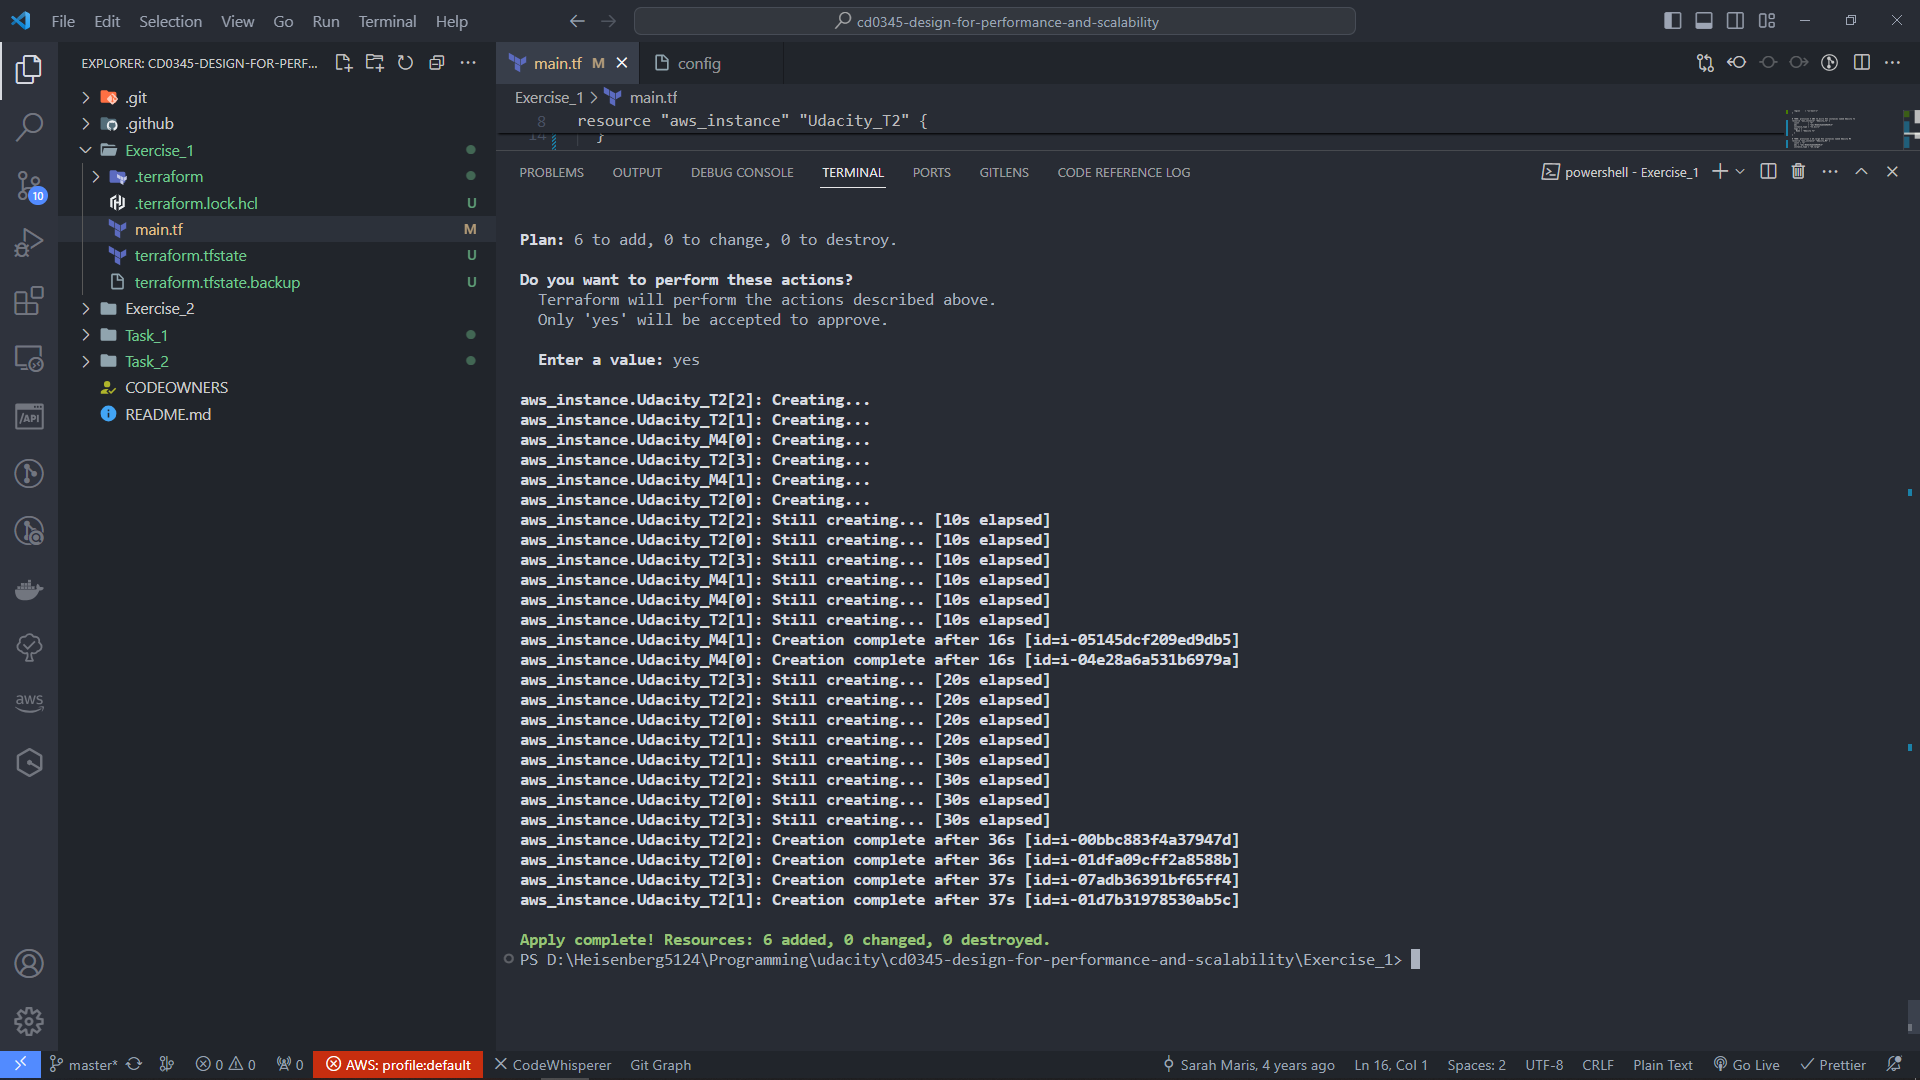 File Edit Selection View Go Run Terminal Help
cd0345-design-for-performance-and-scalability
EXPLORER: CD0345-DESIGN-FOR-PERF...
.git
.github
Exercise_1
.terraform
.terraform.lock.hcl U
main.tf M
terraform.tfstate U
terraform.tfstate.backup U
Exercise_2
Task_1
Task_2
CODEOWNERS
README.md
10
/API
aws
main.tf M
config
Exercise_1 > main.tf
8 resource "aws_instance" "Udacity_T2" {
14 }
PROBLEMS OUTPUT DEBUG CONSOLE TERMINAL PORTS GITLENS CODE REFERENCE LOG
powershell - Exercise_1
Plan: 6 to add, 0 to change, 0 to destroy.
Do you want to perform these actions?
Terraform will perform the actions described above.
Only 'yes' will be accepted to approve.
Enter a value: yes
aws_instance.Udacity_T2[2]: Creating...
aws_instance.Udacity_T2[1]: Creating...
aws_instance.Udacity_M4[0]: Creating...
aws_instance.Udacity_T2[3]: Creating...
aws_instance.Udacity_M4[1]: Creating...
aws_instance.Udacity_T2[0]: Creating...
aws_instance.Udacity_T2[2]: Still creating... [10s elapsed]
aws_instance.Udacity_T2[0]: Still creating... [10s elapsed]
aws_instance.Udacity_T2[3]: Still creating... [10s elapsed]
aws_instance.Udacity_M4[1]: Still creating... [10s elapsed]
aws_instance.Udacity_M4[0]: Still creating... [10s elapsed]
aws_instance.Udacity_T2[1]: Still creating... [10s elapsed]
aws_instance.Udacity_M4[1]: Creation complete after 16s [id=i-05145dcf209ed9db5]
aws_instance.Udacity_M4[0]: Creation complete after 16s [id=i-04e28a6a531b6979a]
aws_instance.Udacity_T2[3]: Still creating... [20s elapsed]
aws_instance.Udacity_T2[2]: Still creating... [20s elapsed]
aws_instance.Udacity_T2[0]: Still creating... [20s elapsed]
aws_instance.Udacity_T2[1]: Still creating... [20s elapsed]
aws_instance.Udacity_T2[1]: Still creating... [30s elapsed]
aws_instance.Udacity_T2[2]: Still creating... [30s elapsed]
aws_instance.Udacity_T2[0]: Still creating... [30s elapsed]
aws_instance.Udacity_T2[3]: Still creating... [30s elapsed]
aws_instance.Udacity_T2[2]: Creation complete after 36s [id=i-00bbc883f4a37947d]
aws_instance.Udacity_T2[0]: Creation complete after 36s [id=i-01dfa09cff2a8588b]
aws_instance.Udacity_T2[3]: Creation complete after 37s [id=i-07adb36391bf65ff4]
aws_instance.Udacity_T2[1]: Creation complete after 37s [id=i-01d7b31978530ab5c]
Apply complete! Resources: 6 added, 0 changed, 0 destroyed.
PS D:\Heisenberg5124\Programming\udacity\cd0345-design-for-performance-and-scalability\Exercise_1>
master* 0 0 0 AWS: profile:default CodeWhisperer Git Graph Sarah Maris, 4 years ago Ln 16, Col 1 Spaces: 2 UTF-8 CRLF Plain Text Go Live Prettier